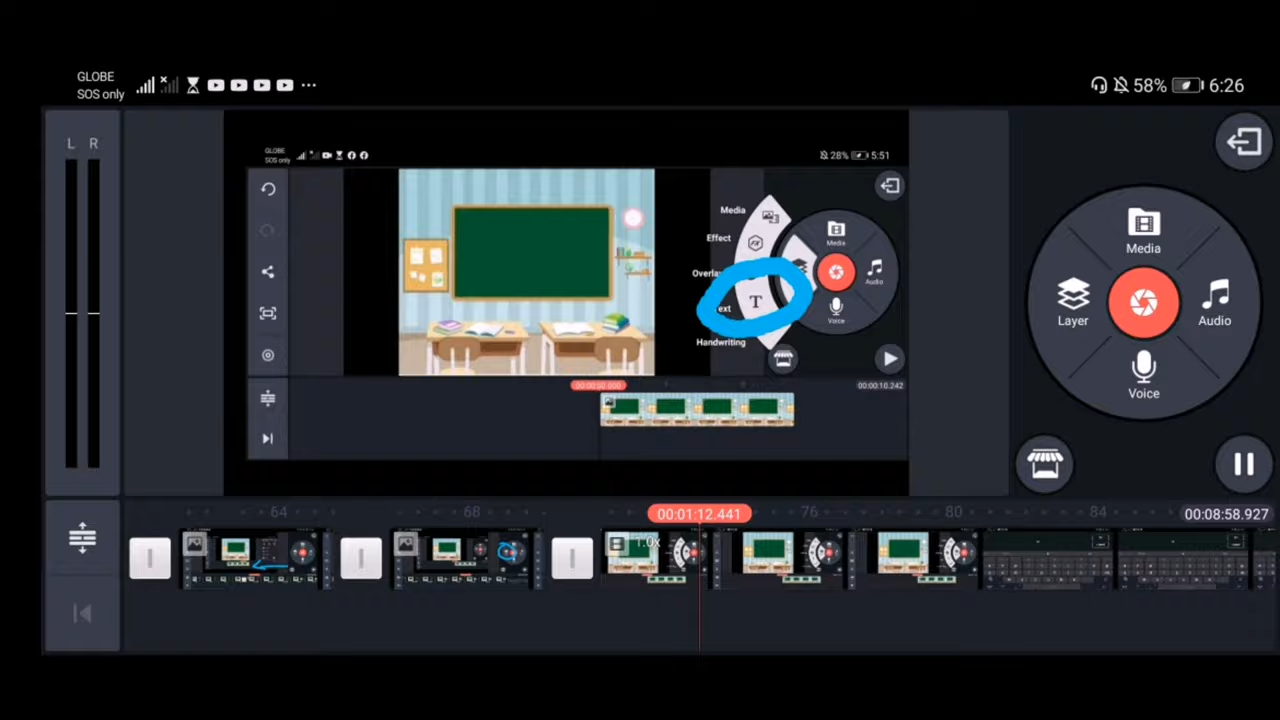 GLOBE
SOS only
58% 6:26
L R
GLOBE
SOS only
28% 5:51
Media
Effect
Overlay
ext
Handwriting
Media
Audio
Voice
00:00:00.000
00:00:10.242
Media
Layer
Audio
Voice
64
68
00:01:12.441
76
80
84
00:08:58.927
1.0x